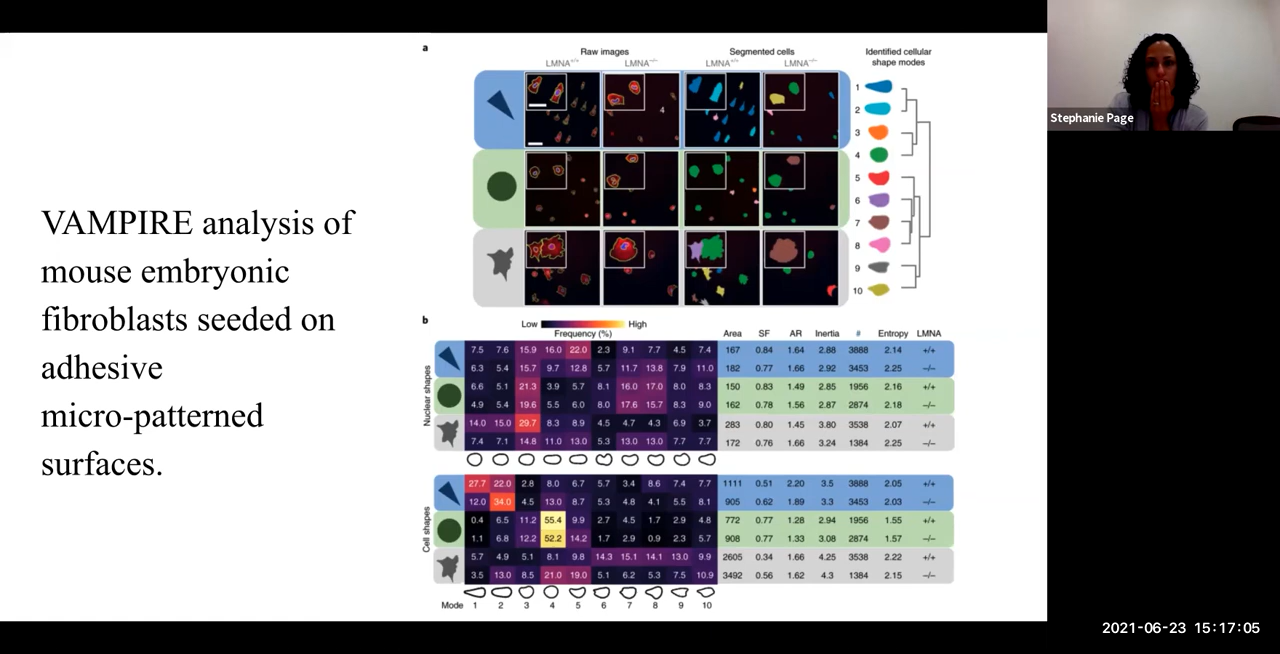 VAMPIRE analysis of
mouse embryonic
fibroblasts seeded on
adhesive
micro-patterned
surfaces.
a
Raw images
Segmented cells
Identified cellular
shape modes
LMNA+/+
LMNA−/−
LMNA+/+
LMNA−/−
4
1
2
3
4
5
6
7
8
9
10
b
Low High
Frequency (%)
Area SF AR Inertia # Entropy LMNA
Nuclear shapes
7.5 7.6 15.9 16.0 22.0 2.3 9.1 7.7 4.5 7.4 167 0.84 1.64 2.88 3888 2.14 +/+
6.3 5.4 15.7 9.7 12.8 5.7 11.7 13.8 7.9 11.0 182 0.77 1.66 2.92 3453 2.25 −/−
6.6 5.1 21.3 3.9 5.7 8.1 16.0 17.0 8.0 8.3 150 0.83 1.49 2.85 1956 2.16 +/+
4.9 5.4 19.6 5.5 6.0 8.0 17.6 15.7 8.3 9.0 162 0.78 1.56 2.87 2874 2.18 −/−
14.0 15.0 29.7 8.3 8.9 4.5 4.7 4.3 6.9 3.7 283 0.80 1.45 3.80 3538 2.07 +/+
7.4 7.1 14.8 11.0 13.0 5.3 13.0 13.0 7.7 7.7 172 0.76 1.66 3.24 1384 2.25 −/−
Cell shapes
27.7 22.0 2.8 8.0 6.7 5.7 3.4 8.6 7.4 7.7 1111 0.51 2.20 3.5 3888 2.05 +/+
12.0 34.0 4.5 13.0 8.7 5.3 4.8 4.1 5.5 8.1 905 0.62 1.89 3.3 3453 2.03 −/−
0.4 6.5 11.2 55.4 9.9 2.7 4.5 1.7 2.9 4.8 772 0.77 1.28 2.94 1956 1.55 +/+
1.1 6.8 12.2 52.2 14.2 1.7 2.9 0.9 2.3 5.7 908 0.77 1.33 3.08 2874 1.57 −/−
5.7 4.9 5.1 8.1 9.8 14.3 15.1 14.1 13.0 9.9 2605 0.34 1.66 4.25 3538 2.22 +/+
3.5 13.0 8.5 21.0 19.0 5.1 6.2 5.3 7.5 10.9 3492 0.56 1.62 4.3 1384 2.15 −/−
Mode 1 2 3 4 5 6 7 8 9 10
Stephanie Page
2021-06-23 15:17:05